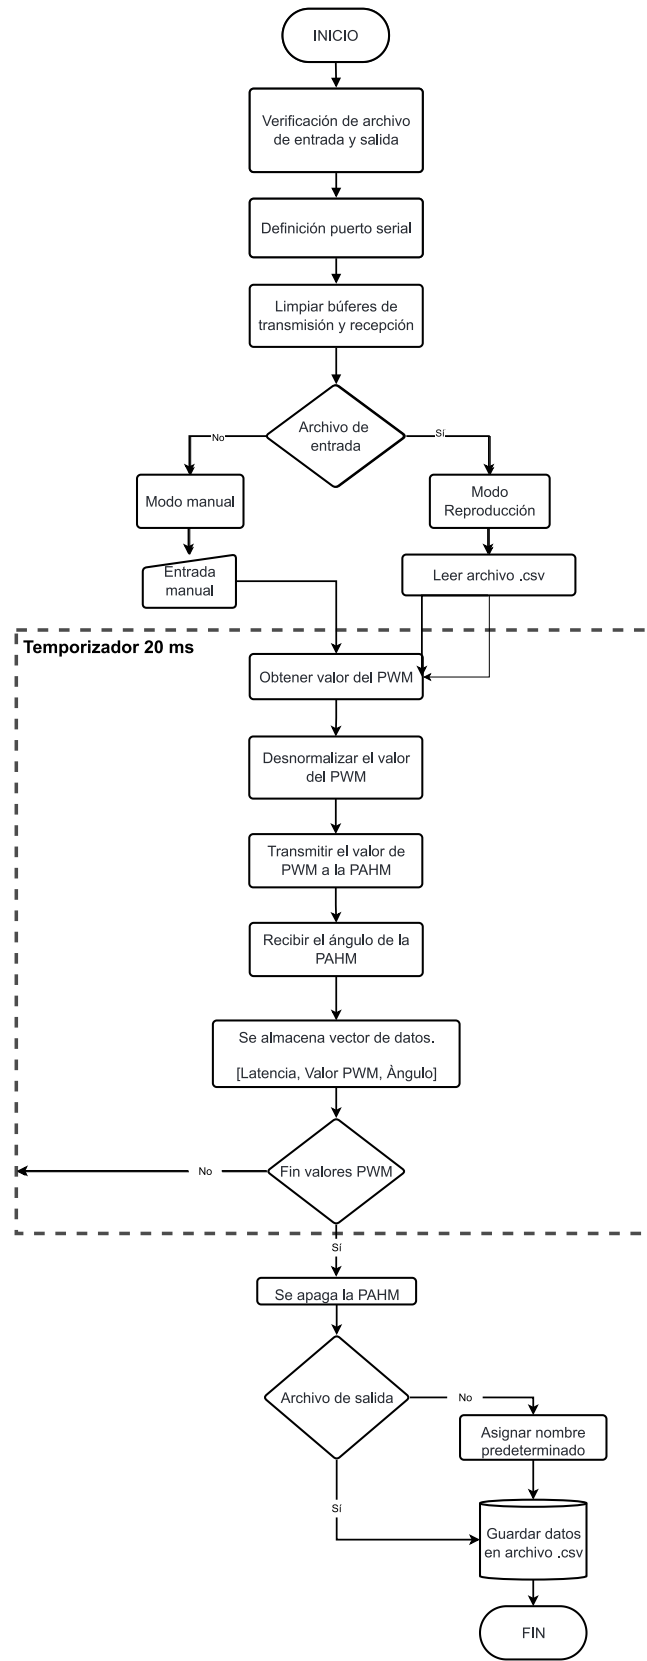 INICIO
Verificación de archivo
de entrada y salida
Definición puerto serial
Limpiar búferes de
transmisión y recepción
Archivo de
entrada
No
Sí
Modo manual
Modo
Reproducción
Entrada
manual
Leer archivo .csv
Temporizador 20 ms
Obtener valor del PWM
Desnormalizar el valor
del PWM
Transmitir el valor de
PWM a la PAHM
Recibir el ángulo de la
PAHM
Se almacena vector de datos.
[Latencia, Valor PWM, Àngulo]
Fin valores PWM
No
Sí
Se apaga la PAHM
Archivo de salida
No
Asignar nombre
predeterminado
Sí
Guardar datos
en archivo .csv
FIN